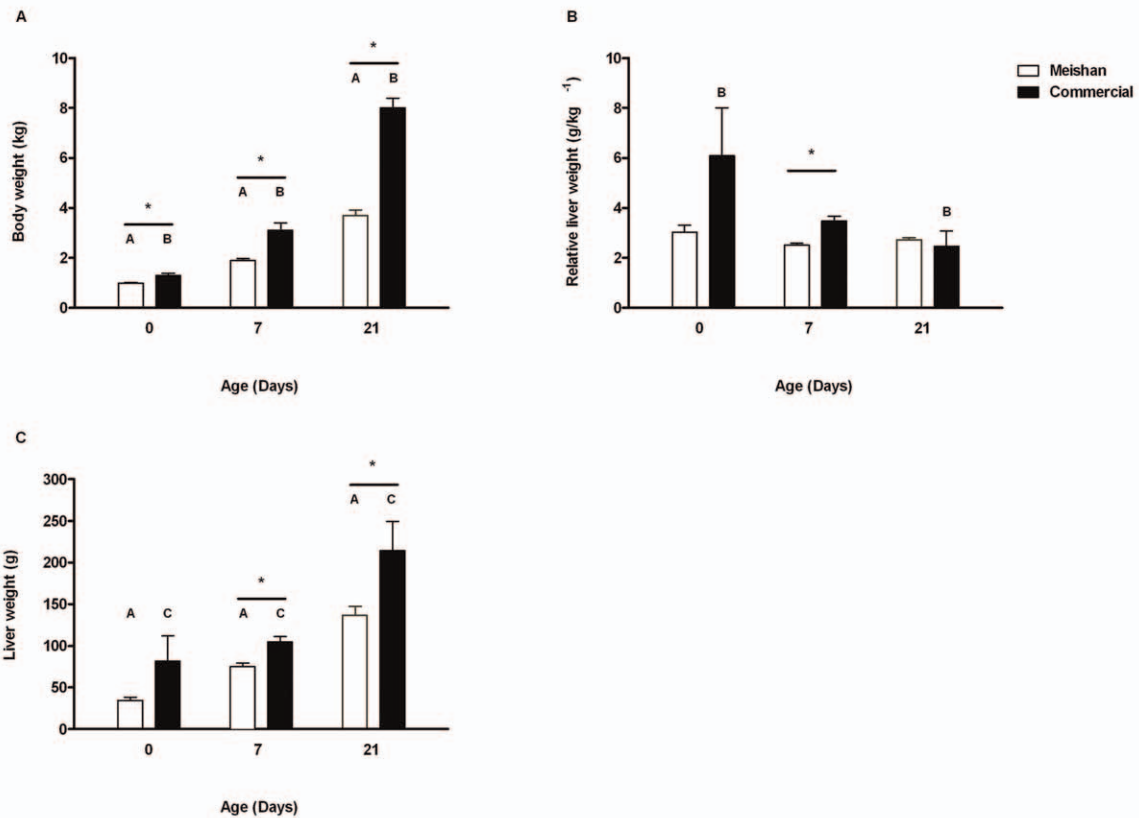 A
Body weight (kg)
10
8
6
4
2
0
*
A B
*
A B
*
A B
0 7 21
Age (Days)
B
Relative liver weight (g/kg -1)
10
8
6
4
2
0
B
*
B
0 7 21
Age (Days)
Meishan
Commercial
C
Liver weight (g)
300
250
200
150
100
50
0
A C
*
A C
*
A C
0 7 21
Age (Days)